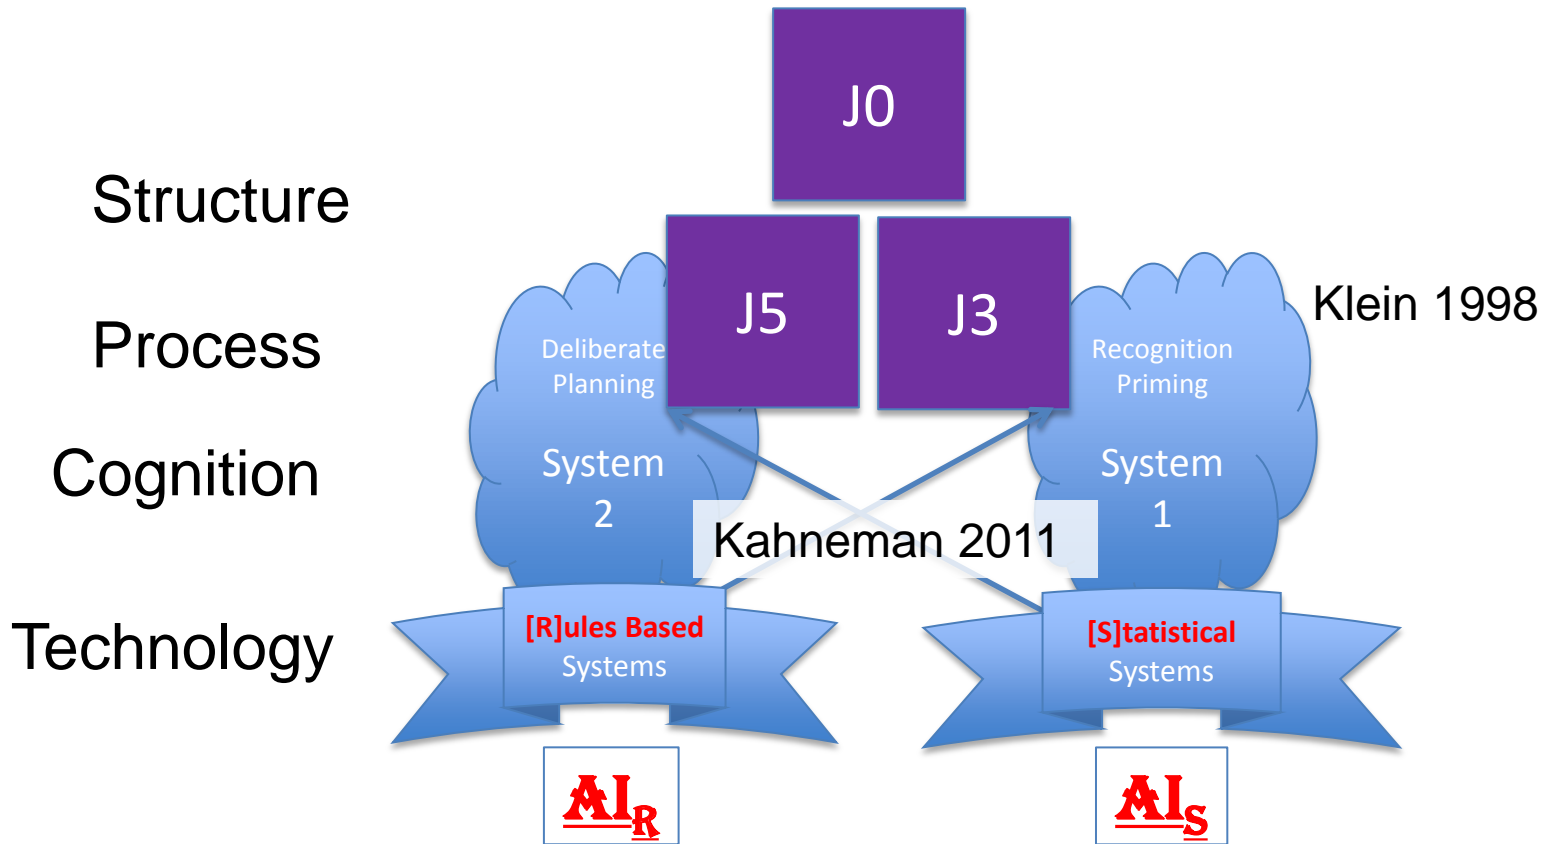 J0
Structure
J5
J3
Klein 1998
Process
Deliberate
Planning
Recognition
Priming
Cognition
System
2
System
1
Kahneman 2011
Technology
[R]ules Based
Systems
[S]tatistical
Systems
AIR
AIS